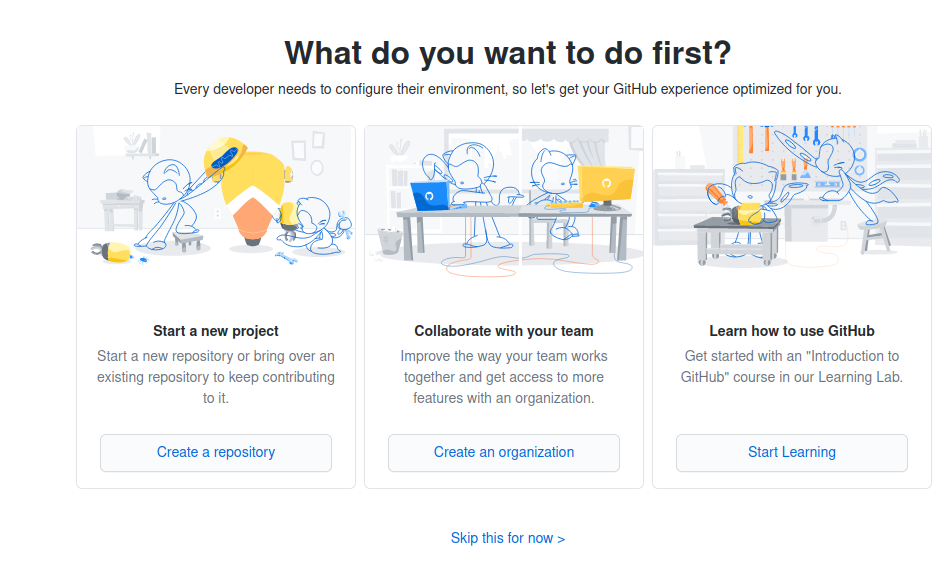 What do you want to do first?
Every developer needs to configure their environment, so let's get your GitHub experience optimized for you.
Start a new project
Start a new repository or bring over an
existing repository to keep contributing
to it.
Create a repository
Collaborate with your team
Improve the way your team works
together and get access to more
features with an organization.
Create an organization
Learn how to use GitHub
Get started with an "Introduction to
GitHub" course in our Learning Lab.
Start Learning
Skip this for now >